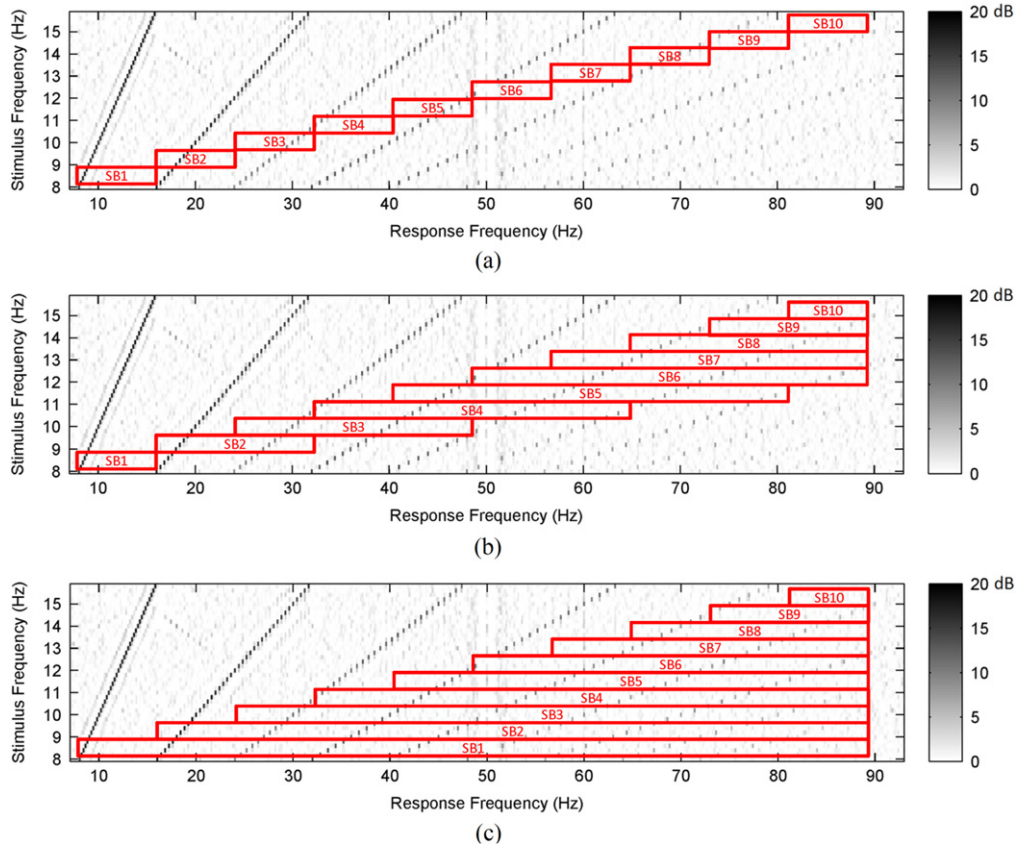 20 dB
15
10
5
0
Stimulus Frequency (Hz)
15
14
13
12
11
10
9
8
SB10
SB9
SB8
SB7
SB6
SB5
SB4
SB3
SB2
SB1
10 20 30 40 50 60 70 80 90
Response Frequency (Hz)
(a)
20 dB
15
10
5
0
Stimulus Frequency (Hz)
15
14
13
12
11
10
9
8
SB10
SB9
SB8
SB7
SB6
SB5
SB4
SB3
SB2
SB1
10 20 30 40 50 60 70 80 90
Response Frequency (Hz)
(b)
20 dB
15
10
5
0
Stimulus Frequency (Hz)
15
14
13
12
11
10
9
8
SB10
SB9
SB8
SB7
SB6
SB5
SB4
SB3
SB2
SB1
10 20 30 40 50 60 70 80 90
Response Frequency (Hz)
(c)